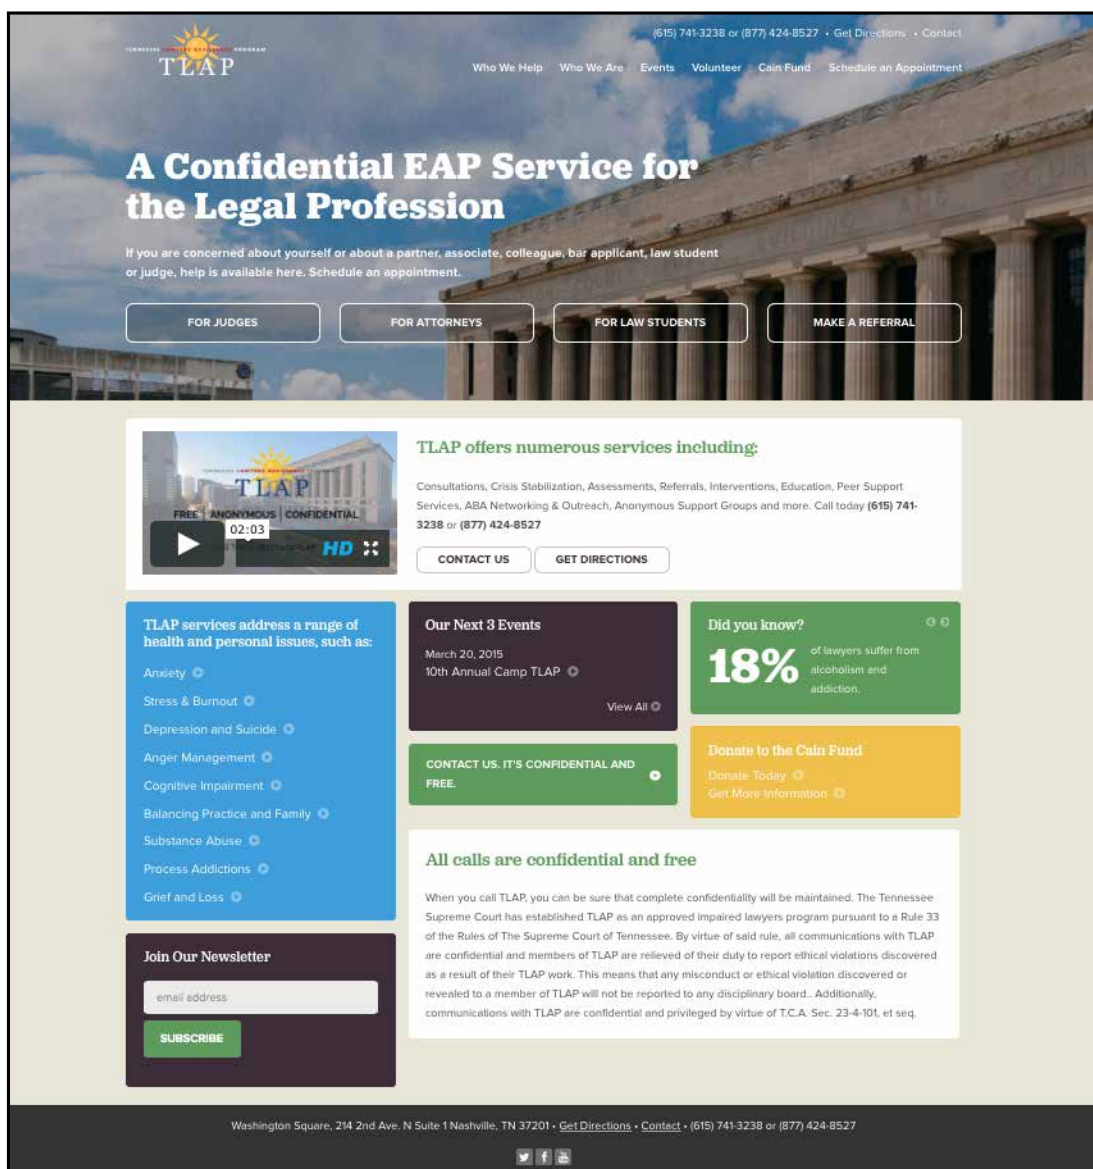 (615) 741-3238 or (877) 424-8527 • Get Directions • Contact
TENNESSEE LAWYERS ASSISTANCE PROGRAM
TLAP
Who We Help Who We Are Events Volunteer Cain Fund Schedule an Appointment
A Confidential EAP Service for
the Legal Profession
If you are concerned about yourself or about a partner, associate, colleague, bar applicant, law student
or judge, help is available here. Schedule an appointment.
FOR JUDGES
FOR ATTORNEYS
FOR LAW STUDENTS
MAKE A REFERRAL
TLAP
FREE | ANONYMOUS | CONFIDENTIAL
02:03
HD
TLAP offers numerous services including:
Consultations, Crisis Stabilization, Assessments, Referrals, Interventions, Education, Peer Support
Services, ABA Networking & Outreach, Anonymous Support Groups and more. Call today (615) 741-
3238 or (877) 424-8527
CONTACT US
GET DIRECTIONS
TLAP services address a range of
health and personal issues, such as:
Anxiety
Stress & Burnout
Depression and Suicide
Anger Management
Cognitive Impairment
Balancing Practice and Family
Substance Abuse
Process Addictions
Grief and Loss
Our Next 3 Events
March 20, 2015
10th Annual Camp TLAP
View All
CONTACT US. IT'S CONFIDENTIAL AND
FREE.
Did you know?
18%
of lawyers suffer from
alcoholism and
addiction.
Donate to the Cain Fund
Donate Today
Get More Information
All calls are confidential and free
When you call TLAP, you can be sure that complete confidentiality will be maintained. The Tennessee
Supreme Court has established TLAP as an approved impaired lawyers program pursuant to a Rule 33
of the Rules of The Supreme Court of Tennessee. By virtue of said rule, all communications with TLAP
are confidential and members of TLAP are relieved of their duty to report ethical violations discovered
as a result of their TLAP work. This means that any misconduct or ethical violation discovered or
revealed to a member of TLAP will not be reported to any disciplinary board.. Additionally,
communications with TLAP are confidential and privileged by virtue of T.C.A. Sec. 23-4-101, et seq.
Join Our Newsletter
email address
SUBSCRIBE
Washington Square, 214 2nd Ave. N Suite 1 Nashville, TN 37201 • Get Directions • Contact • (615) 741-3238 or (877) 424-8527